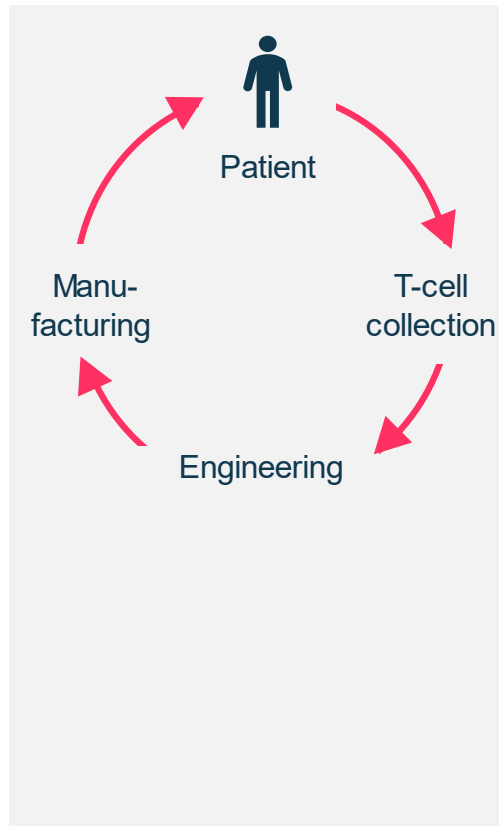 Patient
Manu-
facturing
T-cell
collection
Engineering